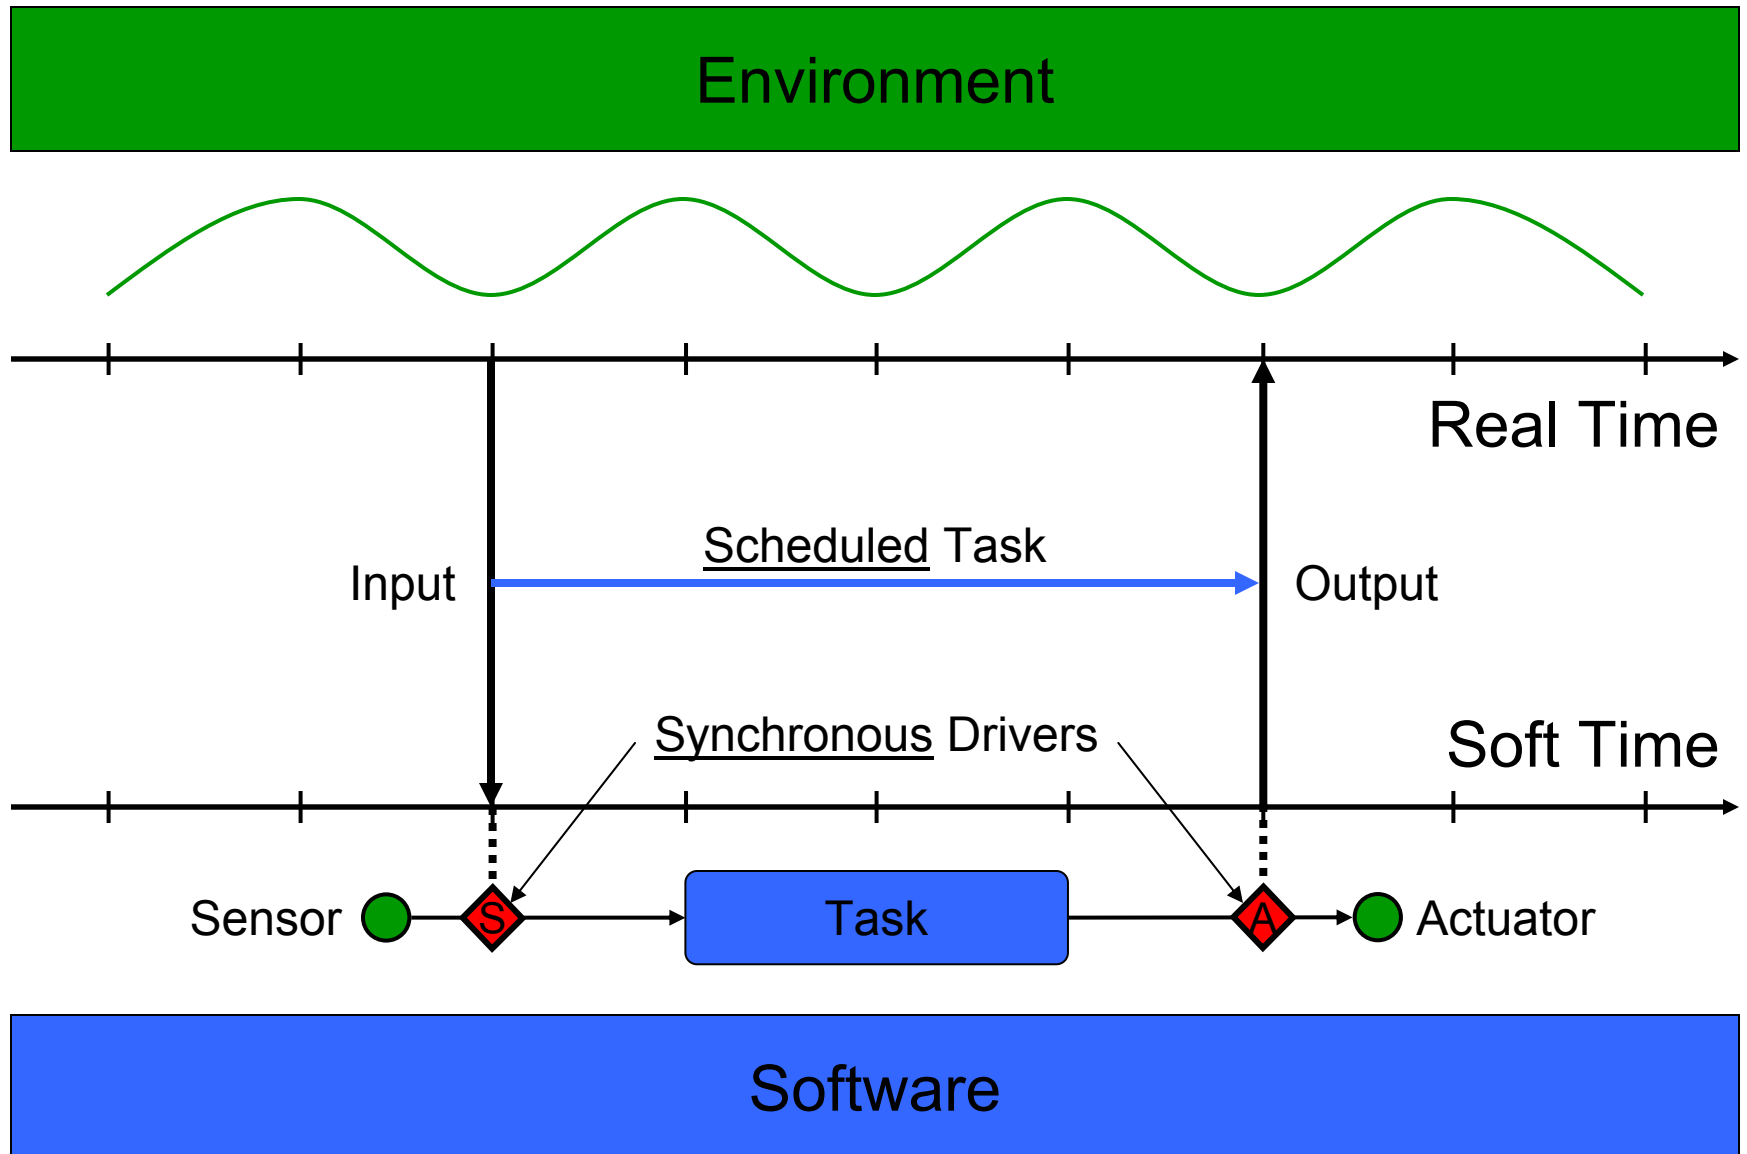 Environment
Real Time
Scheduled Task
Input
Output
Synchronous Drivers
Soft Time
Sensor
S
Task
A
Actuator
Software